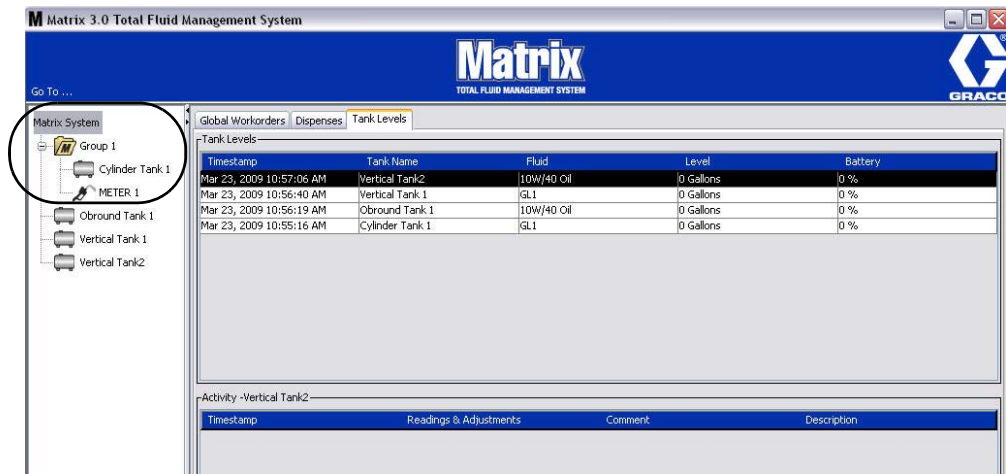 M Matrix 3.0 Total Fluid Management System
Matrix
TOTAL FLUID MANAGEMENT SYSTEM
G
GRACO
®
Go To ...
Matrix System
M Group 1
Cylinder Tank 1
METER 1
Obround Tank 1
Vertical Tank 1
Vertical Tank2
Global Workorders Dispenses Tank Levels
Tank Levels
Timestamp Tank Name Fluid Level Battery
Mar 23, 2009 10:57:06 AM Vertical Tank2 10W/40 Oil 0 Gallons 0 %
Mar 23, 2009 10:56:40 AM Vertical Tank 1 GL1 0 Gallons 0 %
Mar 23, 2009 10:56:19 AM Obround Tank 1 10W/40 Oil 0 Gallons 0 %
Mar 23, 2009 10:55:16 AM Cylinder Tank 1 GL1 0 Gallons 0 %
Activity -Vertical Tank2
Timestamp Readings & Adjustments Comment Description